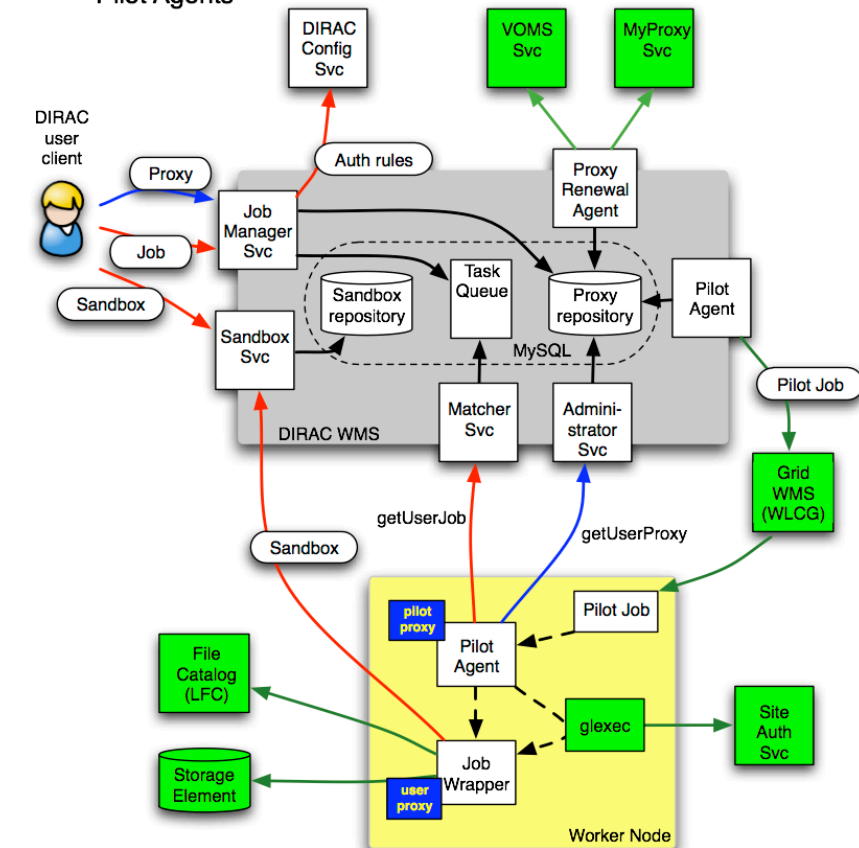 Pilot Agents
DIRAC
Config
Svc
VOMS
Svc
MyProxy
Svc
DIRAC
user
client
Proxy
Auth rules
Job
Sandbox
Job
Manager
Svc
Proxy
Renewal
Agent
Sandbox
repository
Task
Queue
Proxy
repository
Pilot
Agent
MySQL
Sandbox
Svc
Pilot Job
Matcher
Svc
Admini-
strator
Svc
DIRAC WMS
Grid
WMS
(WLCG)
getUserJob
getUserProxy
Sandbox
pilot
proxy
Pilot Job
Pilot
Agent
File
Catalog
(LFC)
glexec
Site
Auth
Svc
Storage
Element
Job
Wrapper
user
proxy
Worker Node